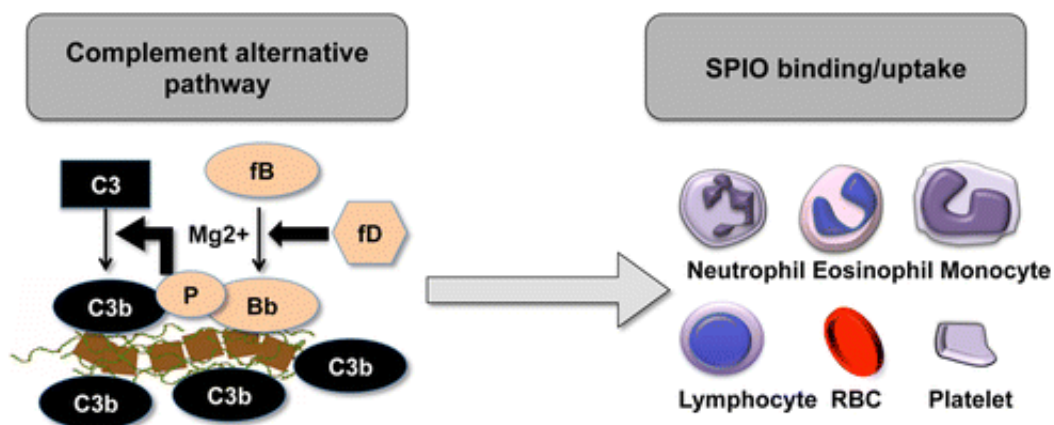 Complement alternative
pathway
SPIO binding/uptake
C3
fB
Mg2+
fD
C3b
P
Bb
C3b
C3b
C3b
Neutrophil Eosinophil Monocyte
Lymphocyte RBC Platelet